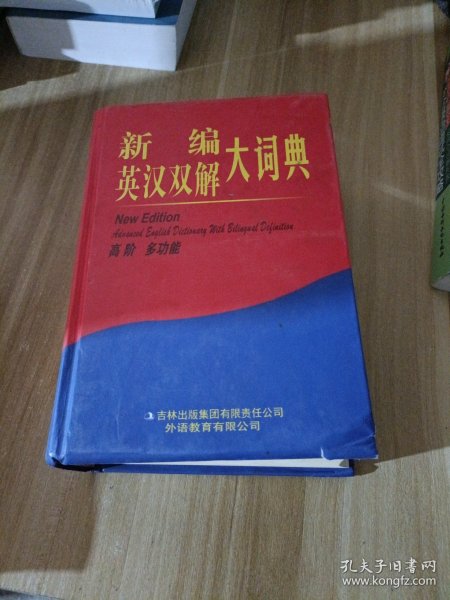 新 编
英汉双解大词典
New Edition
Advanced English Dictionary With Bilingual Definition
高阶 多功能
吉林出版集团有限责任公司
外语教育有限公司
孔夫子旧书网
www.kongfz.com